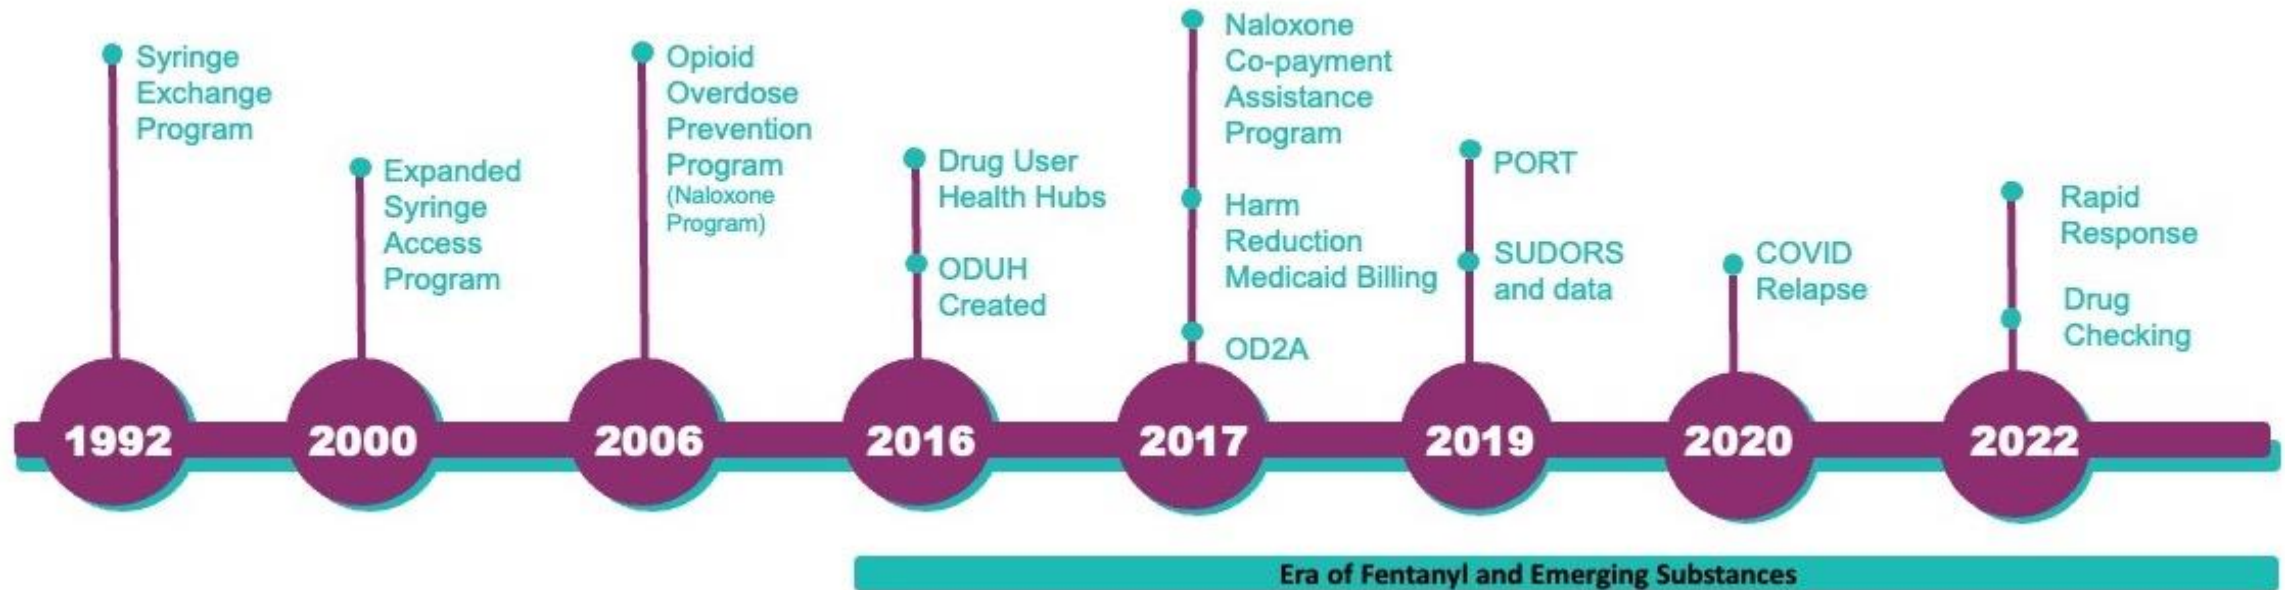 Syringe
Exchange
Program
Expanded
Syringe
Access
Program
Opioid
Overdose
Prevention
Program
(Naloxone
Program)
Drug User
Health Hubs
ODUH
Created
Naloxone
Co-payment
Assistance
Program
Harm
Reduction
Medicaid Billing
OD2A
PORT
SUDORS
and data
COVID
Relapse
Rapid
Response
Drug
Checking
1992
2000
2006
2016
2017
2019
2020
2022
Era of Fentanyl and Emerging Substances